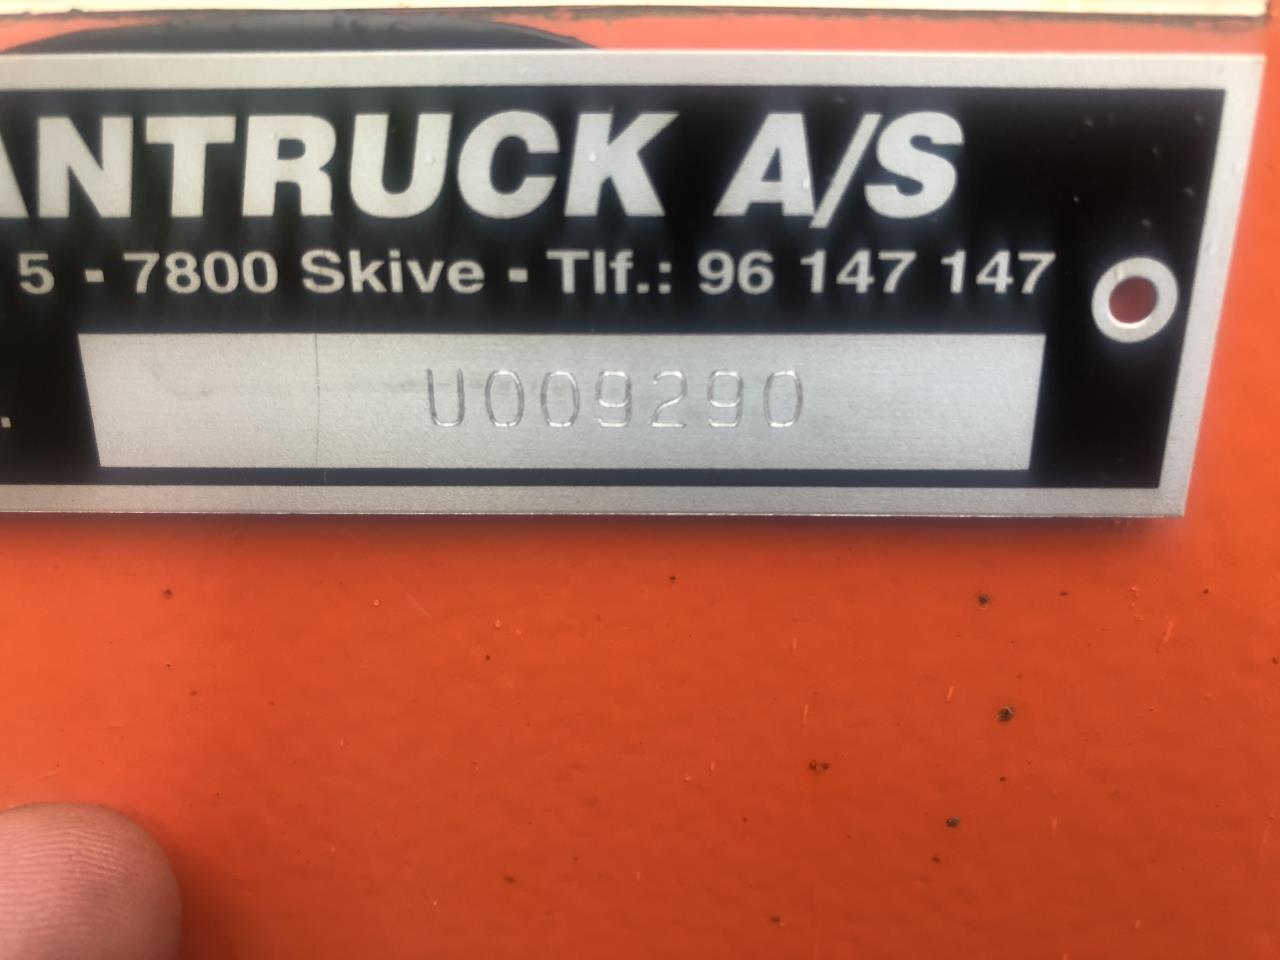 ANTRUCK A/S
5 - 7800 Skive - Tlf.: 96 147 147
. U009290